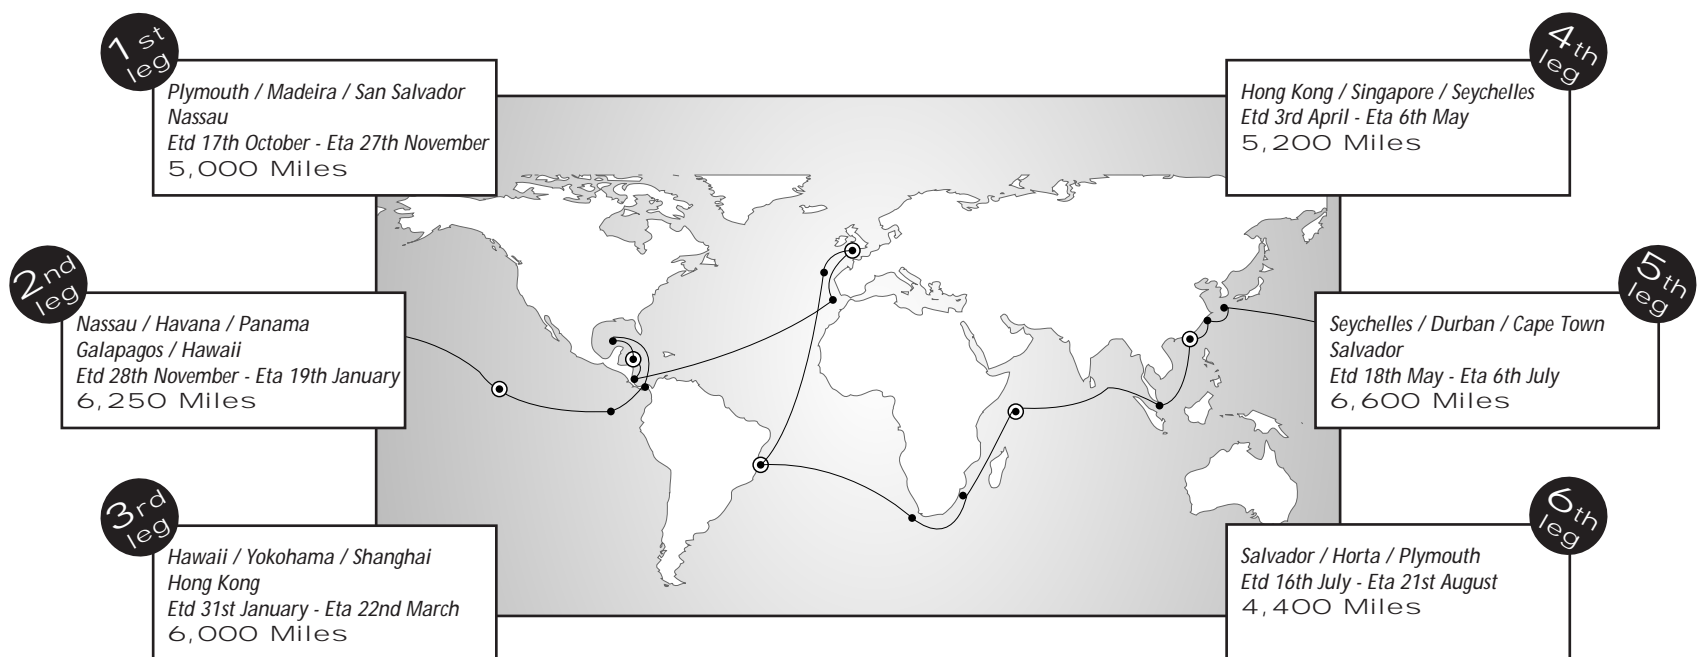 1st
leg
Plymouth / Madeira / San Salvador
Nassau
Etd 17th October - Eta 27th November
5,000 Miles
2nd
leg
Nassau / Havana / Panama
Galapagos / Hawaii
Etd 28th November - Eta 19th January
6,250 Miles
3rd
leg
Hawaii / Yokohama / Shanghai
Hong Kong
Etd 31st January - Eta 22nd March
6,000 Miles
4th
leg
Hong Kong / Singapore / Seychelles
Etd 3rd April - Eta 6th May
5,200 Miles
5th
leg
Seychelles / Durban / Cape Town
Salvador
Etd 18th May - Eta 6th July
6,600 Miles
6th
leg
Salvador / Horta / Plymouth
Etd 16th July - Eta 21st August
4,400 Miles